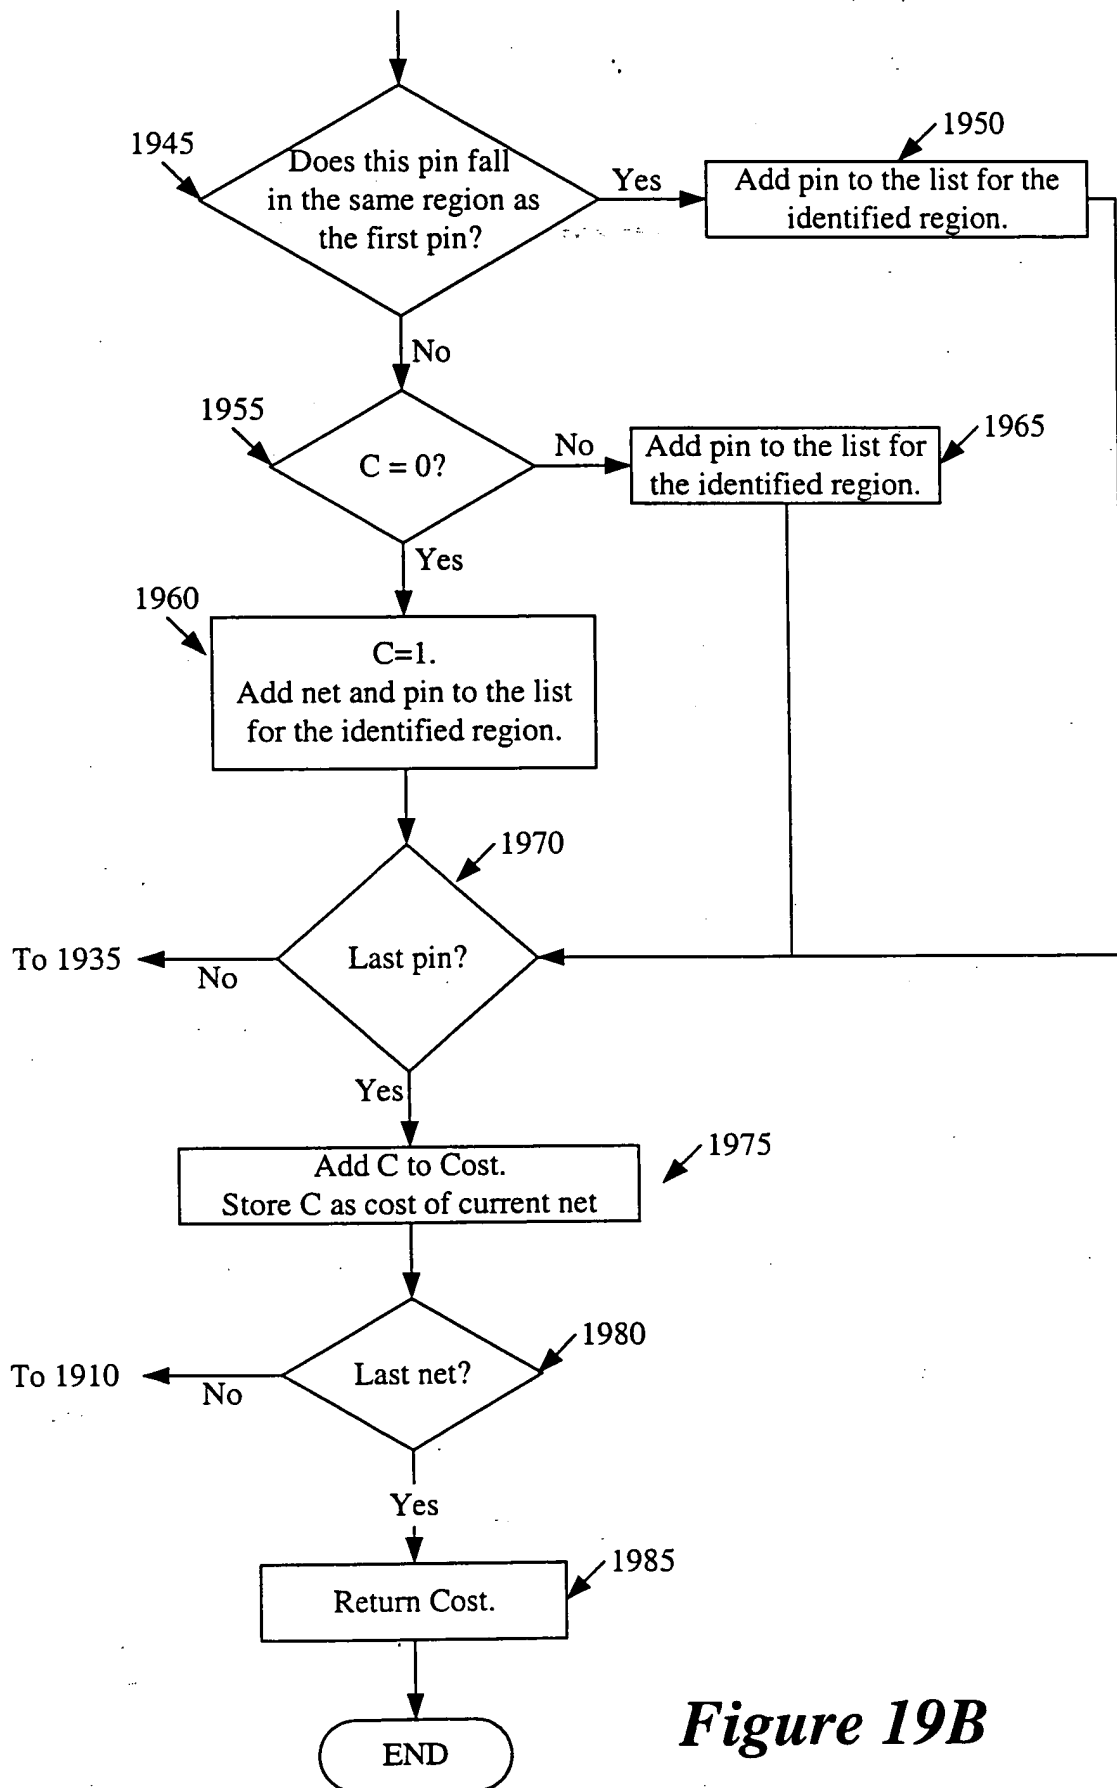 1945
Does this pin fall
in the same region as
the first pin?
Yes
1950
Add pin to the list for the
identified region.
No
1955
C = 0?
No
1965
Add pin to the list for
the identified region.
Yes
1960
C=1.
Add net and pin to the list
for the identified region.
1970
Last pin?
To 1935
No
Yes
1975
Add C to Cost.
Store C as cost of current net
1980
Last net?
To 1910
No
Yes
1985
Return Cost.
END
Figure 19B